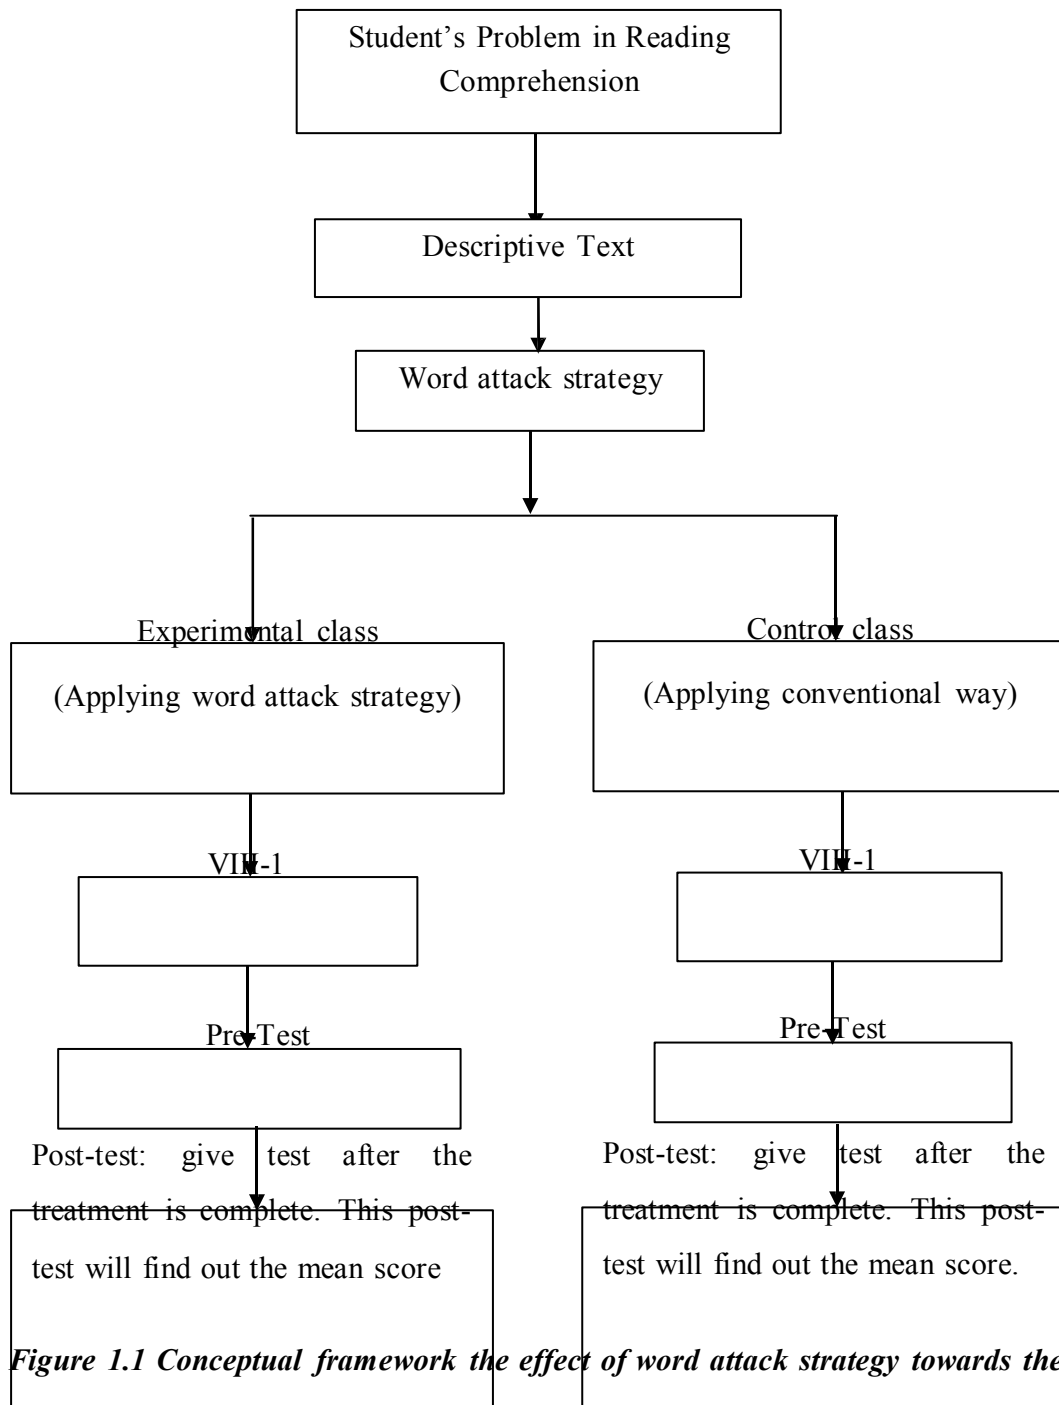 Student’s Problem in Reading
Comprehension
Descriptive Text
Word attack strategy
Experimental class
(Applying word attack strategy)
Control class
(Applying conventional way)
VIII-1
VIII-1
Pre-Test
Pre-Test
Post-test: give test after the
treatment is complete. This post-
test will find out the mean score
Post-test: give test after the
treatment is complete. This post-
test will find out the mean score.
Figure 1.1 Conceptual framework the effect of word attack strategy towards the